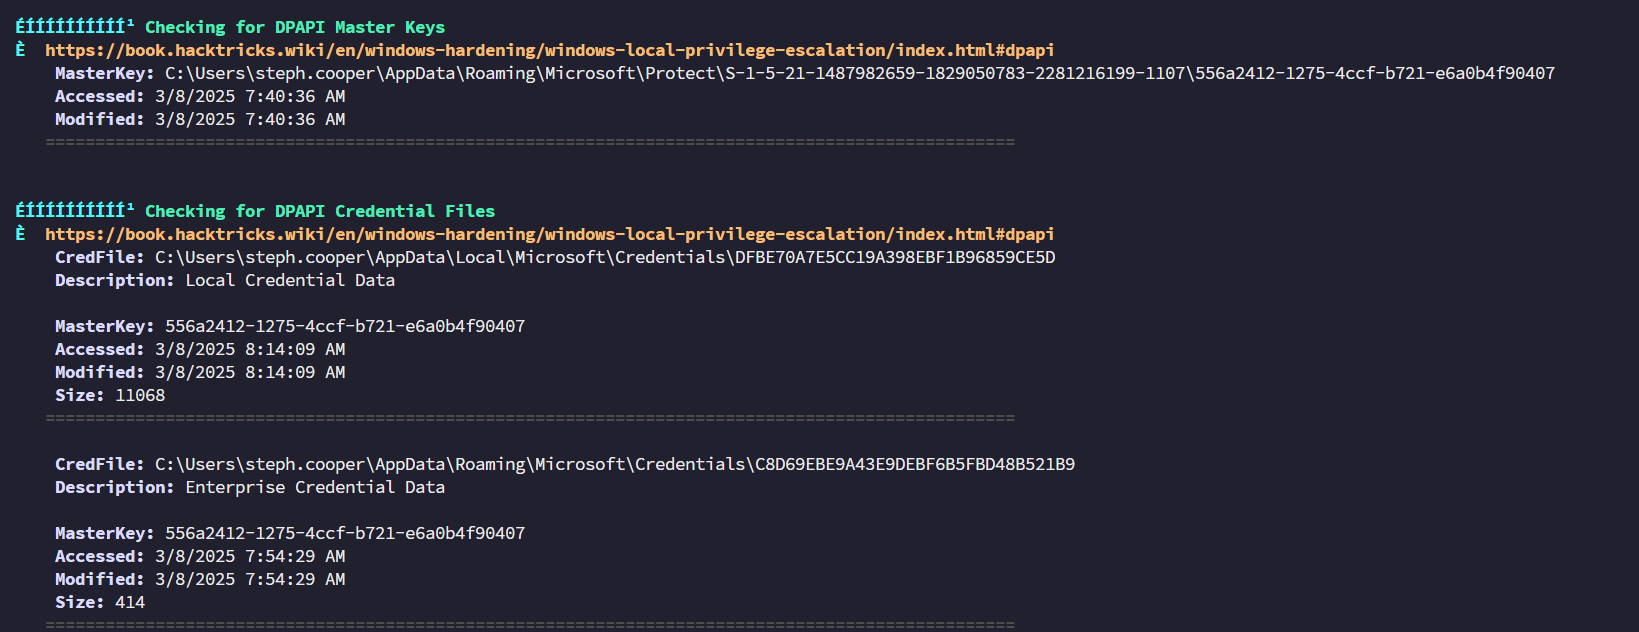 ÉÍÍÍÍÍÍÍÍÍÍ¹ Checking for DPAPI Master Keys
È  https://book.hacktricks.wiki/en/windows-hardening/windows-local-privilege-escalation/index.html#dpapi
MasterKey: C:\Users\steph.cooper\AppData\Roaming\Microsoft\Protect\S-1-5-21-1487982659-1829050783-2281216199-1107\556a2412-1275-4ccf-b721-e6a0b4f90407
Accessed: 3/8/2025 7:40:36 AM
Modified: 3/8/2025 7:40:36 AM
=================================================================================================
ÉÍÍÍÍÍÍÍÍÍÍ¹ Checking for DPAPI Credential Files
È  https://book.hacktricks.wiki/en/windows-hardening/windows-local-privilege-escalation/index.html#dpapi
CredFile: C:\Users\steph.cooper\AppData\Local\Microsoft\Credentials\DFBE70A7E5CC19A398EBF1B96859CE5D
Description: Local Credential Data
MasterKey: 556a2412-1275-4ccf-b721-e6a0b4f90407
Accessed: 3/8/2025 8:14:09 AM
Modified: 3/8/2025 8:14:09 AM
Size: 11068
=================================================================================================
CredFile: C:\Users\steph.cooper\AppData\Roaming\Microsoft\Credentials\C8D69EBE9A43E9DEBF6B5FBD48B521B9
Description: Enterprise Credential Data
MasterKey: 556a2412-1275-4ccf-b721-e6a0b4f90407
Accessed: 3/8/2025 7:54:29 AM
Modified: 3/8/2025 7:54:29 AM
Size: 414
=================================================================================================